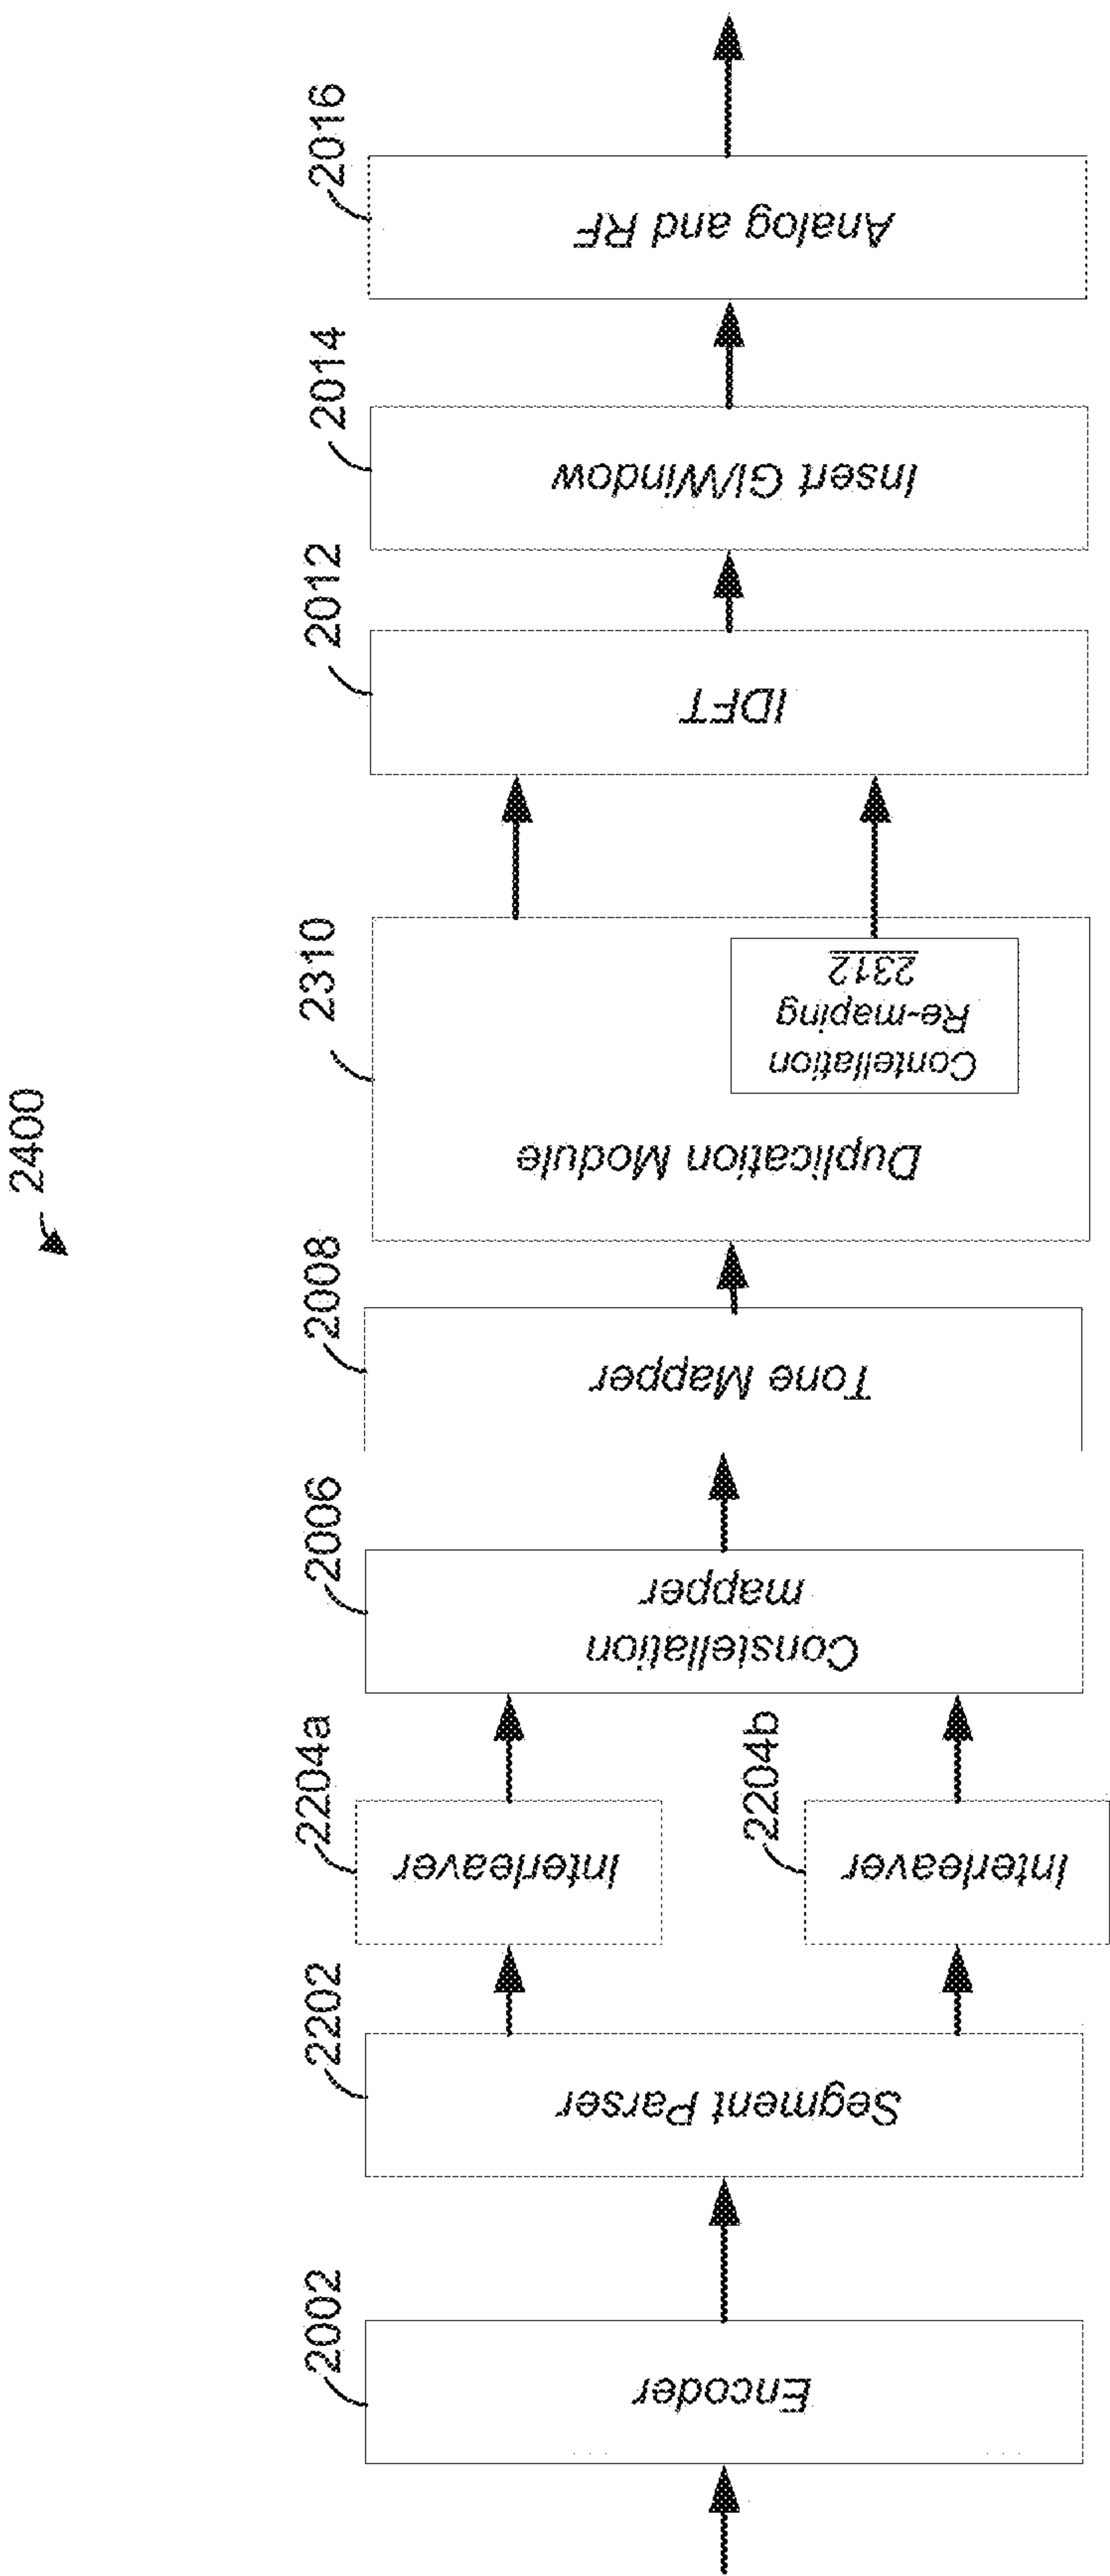 2400
2002
Encoder
2202
Segment Parser
2204a
Interleaver
2204b
Interleaver
2006
Constellation
mapper
2008
Tone Mapper
2310
Duplication Module
Contellation
Re-maping
2312
2012
IDFT
2014
Insert GI/Window
2016
Analog and RF